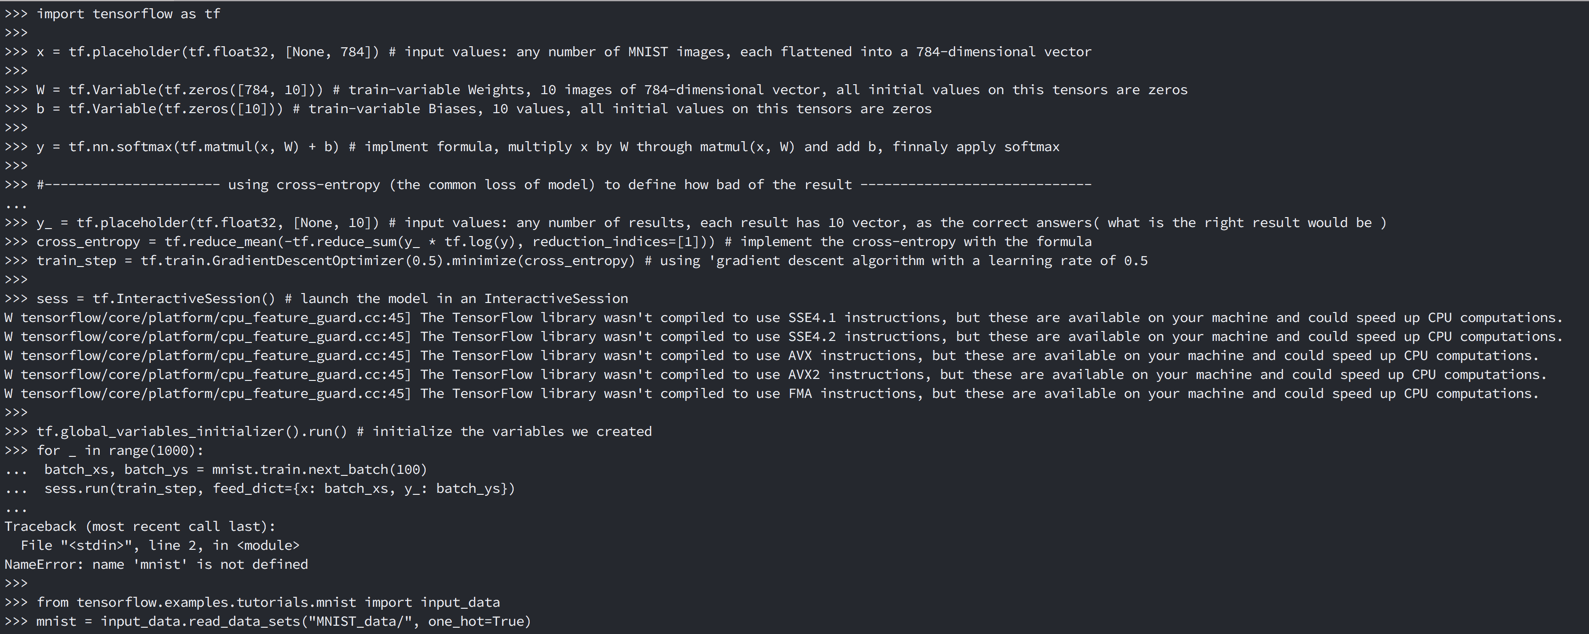 >>> import tensorflow as tf
>>>
>>> x = tf.placeholder(tf.float32, [None, 784]) # input values: any number of MNIST images, each flattened into a 784-dimensional vector
>>>
>>> W = tf.Variable(tf.zeros([784, 10])) # train-variable Weights, 10 images of 784-dimensional vector, all initial values on this tensors are zeros
>>> b = tf.Variable(tf.zeros([10])) # train-variable Biases, 10 values, all initial values on this tensors are zeros
>>>
>>> y = tf.nn.softmax(tf.matmul(x, W) + b) # implment formula, multiply x by W through matmul(x, W) and add b, finnaly apply softmax
>>>
>>> #---------------------- using cross-entropy (the common loss of model) to define how bad of the result -----------------------------
...
>>> y_ = tf.placeholder(tf.float32, [None, 10]) # input values: any number of results, each result has 10 vector, as the correct answers( what is the right result would be )
>>> cross_entropy = tf.reduce_mean(-tf.reduce_sum(y_ * tf.log(y), reduction_indices=[1])) # implement the cross-entropy with the formula
>>> train_step = tf.train.GradientDescentOptimizer(0.5).minimize(cross_entropy) # using 'gradient descent algorithm with a learning rate of 0.5
>>>
>>> sess = tf.InteractiveSession() # launch the model in an InteractiveSession
W tensorflow/core/platform/cpu_feature_guard.cc:45] The TensorFlow library wasn't compiled to use SSE4.1 instructions, but these are available on your machine and could speed up CPU computations.
W tensorflow/core/platform/cpu_feature_guard.cc:45] The TensorFlow library wasn't compiled to use SSE4.2 instructions, but these are available on your machine and could speed up CPU computations.
W tensorflow/core/platform/cpu_feature_guard.cc:45] The TensorFlow library wasn't compiled to use AVX instructions, but these are available on your machine and could speed up CPU computations.
W tensorflow/core/platform/cpu_feature_guard.cc:45] The TensorFlow library wasn't compiled to use AVX2 instructions, but these are available on your machine and could speed up CPU computations.
W tensorflow/core/platform/cpu_feature_guard.cc:45] The TensorFlow library wasn't compiled to use FMA instructions, but these are available on your machine and could speed up CPU computations.
>>>
>>> tf.global_variables_initializer().run() # initialize the variables we created
>>> for _ in range(1000):
...  batch_xs, batch_ys = mnist.train.next_batch(100)
...  sess.run(train_step, feed_dict={x: batch_xs, y_: batch_ys})
...
Traceback (most recent call last):
  File "<stdin>", line 2, in <module>
NameError: name 'mnist' is not defined
>>>
>>> from tensorflow.examples.tutorials.mnist import input_data
>>> mnist = input_data.read_data_sets("MNIST_data/", one_hot=True)